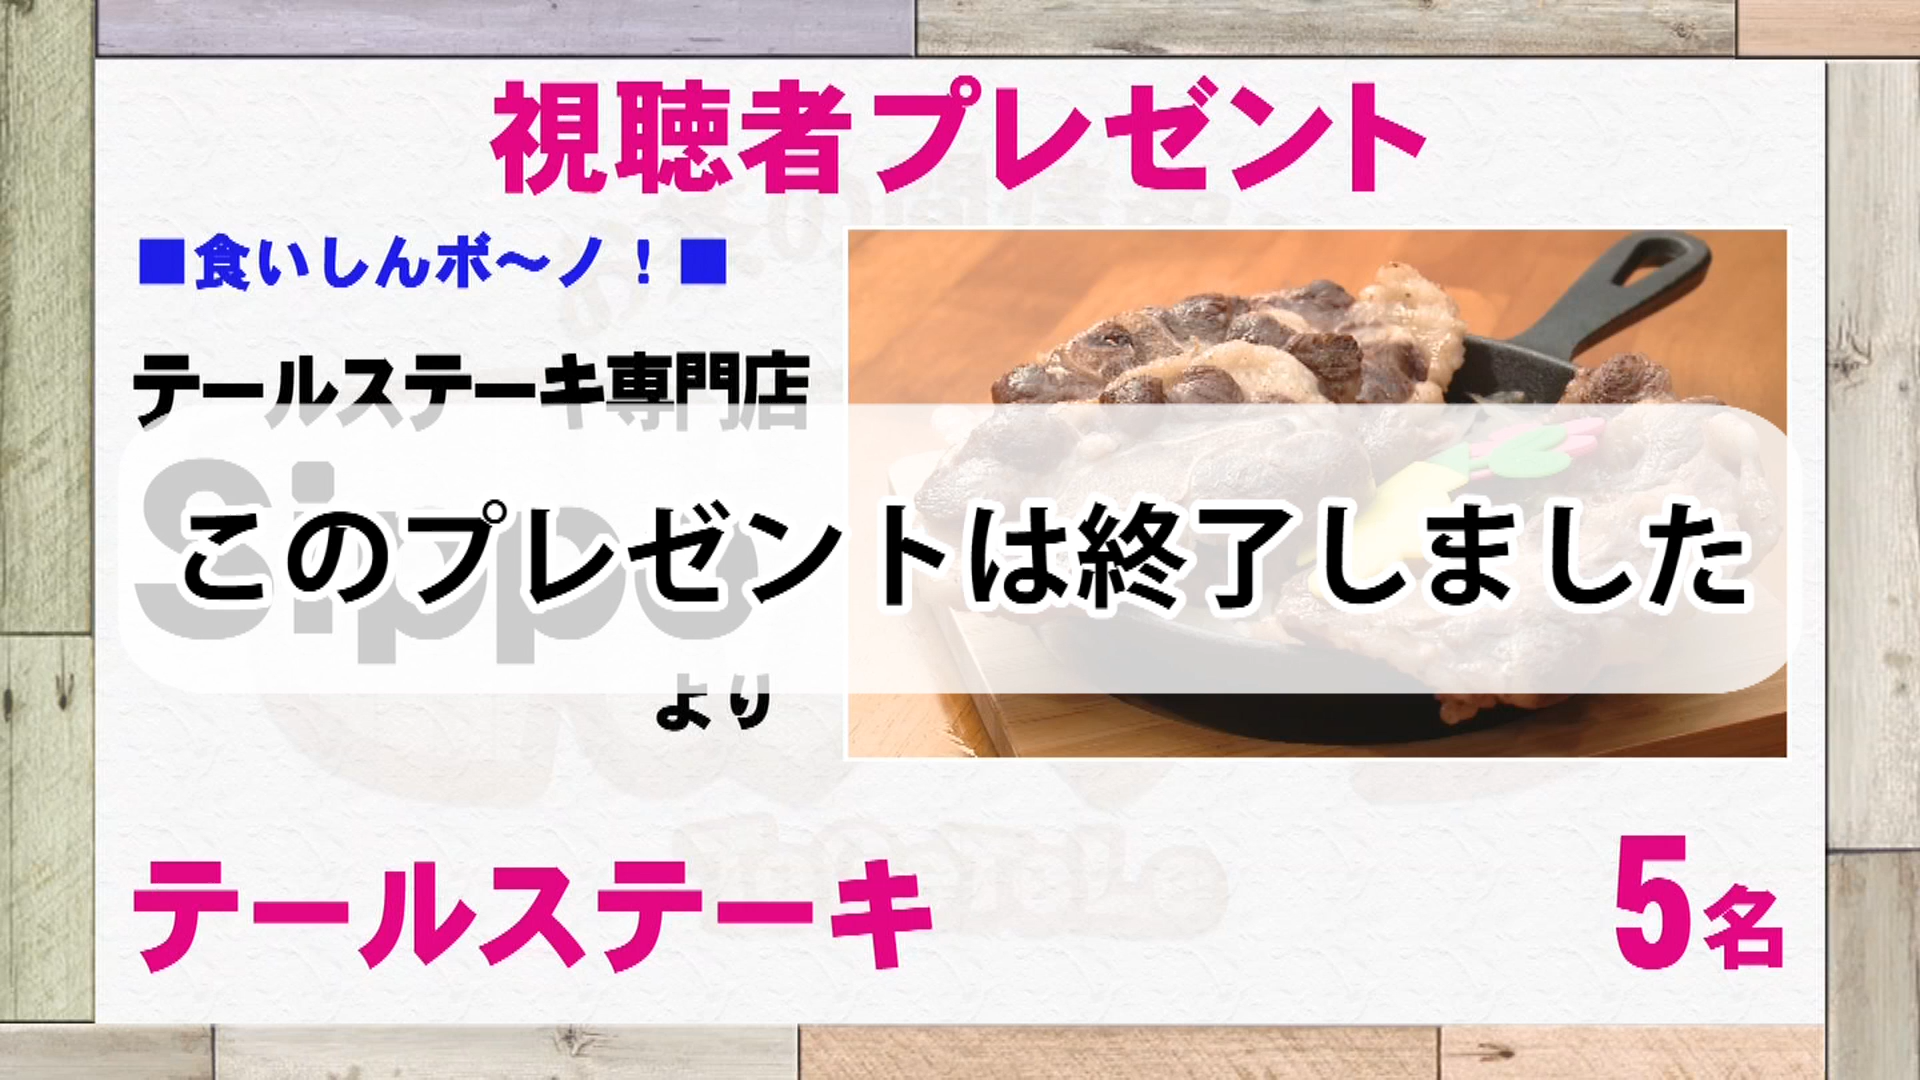 視聴者プレゼント
■食いしんボ～ノ！■
テールステーキ専門店
Sippo
このプレゼントは終了しました
より
テールステーキ
5名